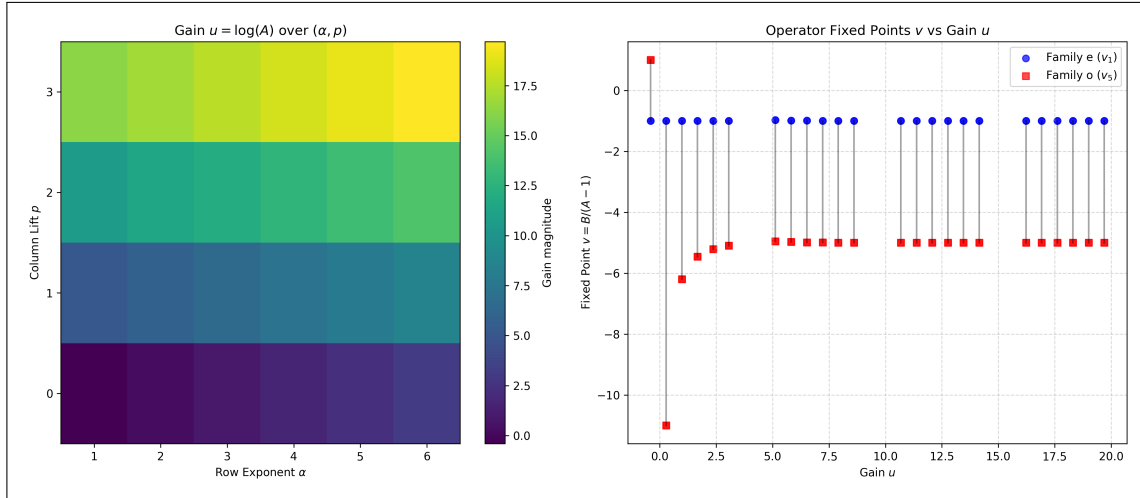 Gain u = log(A) over (α, p)
Column Lift p
3
2
1
0
1 2 3 4 5 6
Row Exponent α
17.5
15.0
12.5
10.0
7.5
5.0
2.5
0.0
Gain magnitude
Operator Fixed Points v vs Gain u
Family e (v₁)
Family o (v₅)
Fixed Point v = B/(A − 1)
0
−2
−4
−6
−8
−10
0.0 2.5 5.0 7.5 10.0 12.5 15.0 17.5 20.0
Gain u